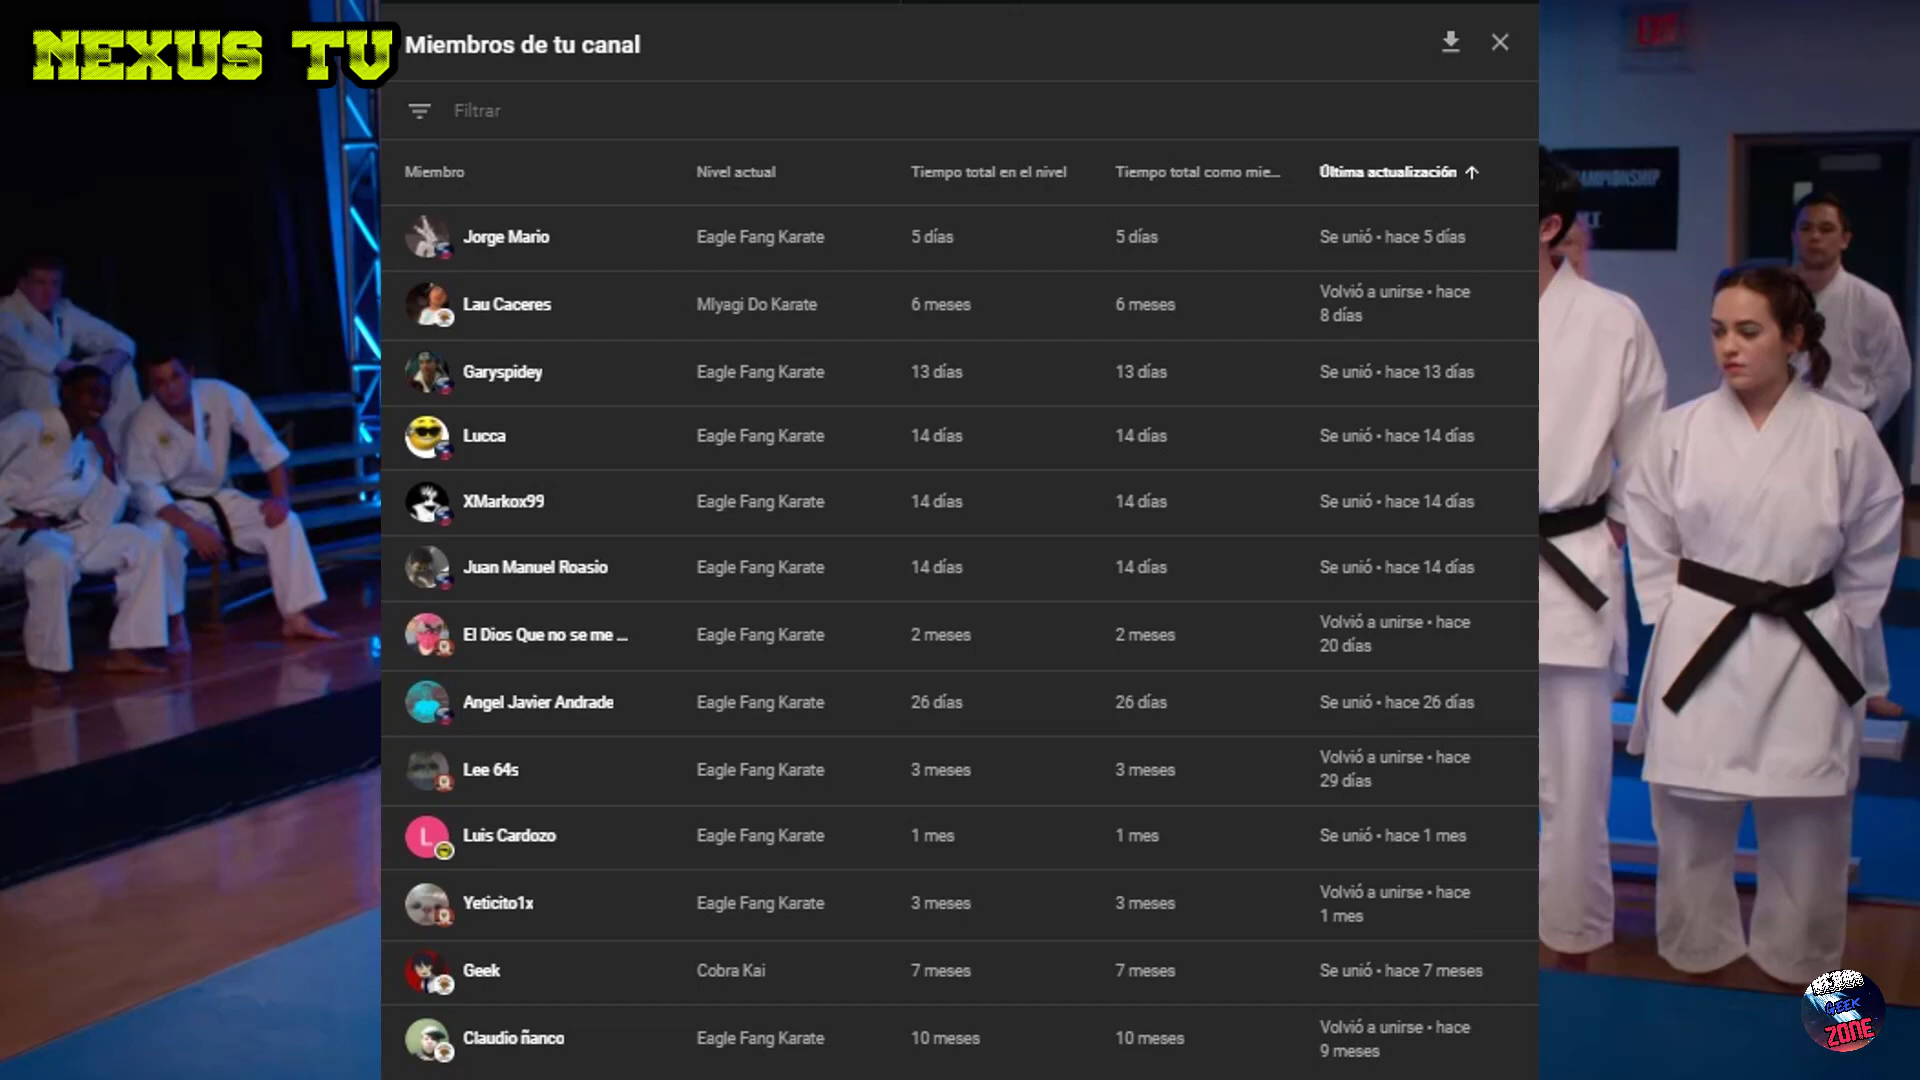 NEXUS TV
Miembros de tu canal
Filtrar
Miembro Nivel actual Tiempo total en el nivel Tiempo total como mie... Última actualización
Jorge Mario Eagle Fang Karate 5 días 5 días Se unió • hace 5 días
Lau Caceres MIyagi Do Karate 6 meses 6 meses Volvió a unirse • hace
8 días
Garyspidey Eagle Fang Karate 13 días 13 días Se unió • hace 13 días
Lucca Eagle Fang Karate 14 días 14 días Se unió • hace 14 días
XMarkox99 Eagle Fang Karate 14 días 14 días Se unió • hace 14 días
Juan Manuel Roasio Eagle Fang Karate 14 días 14 días Se unió • hace 14 días
El Dios Que no se me ... Eagle Fang Karate 2 meses 2 meses Volvió a unirse • hace
20 días
Angel Javier Andrade Eagle Fang Karate 26 días 26 días Se unió • hace 26 días
Lee 64s Eagle Fang Karate 3 meses 3 meses Volvió a unirse • hace
29 días
L Luis Cardozo Eagle Fang Karate 1 mes 1 mes Se unió • hace 1 mes
Yeticito1x Eagle Fang Karate 3 meses 3 meses Volvió a unirse • hace
1 mes
Geek Cobra Kai 7 meses 7 meses Se unió • hace 7 meses
Claudio ñanco Eagle Fang Karate 10 meses 10 meses Volvió a unirse • hace
9 meses
EXIT
GEEK
ZONE